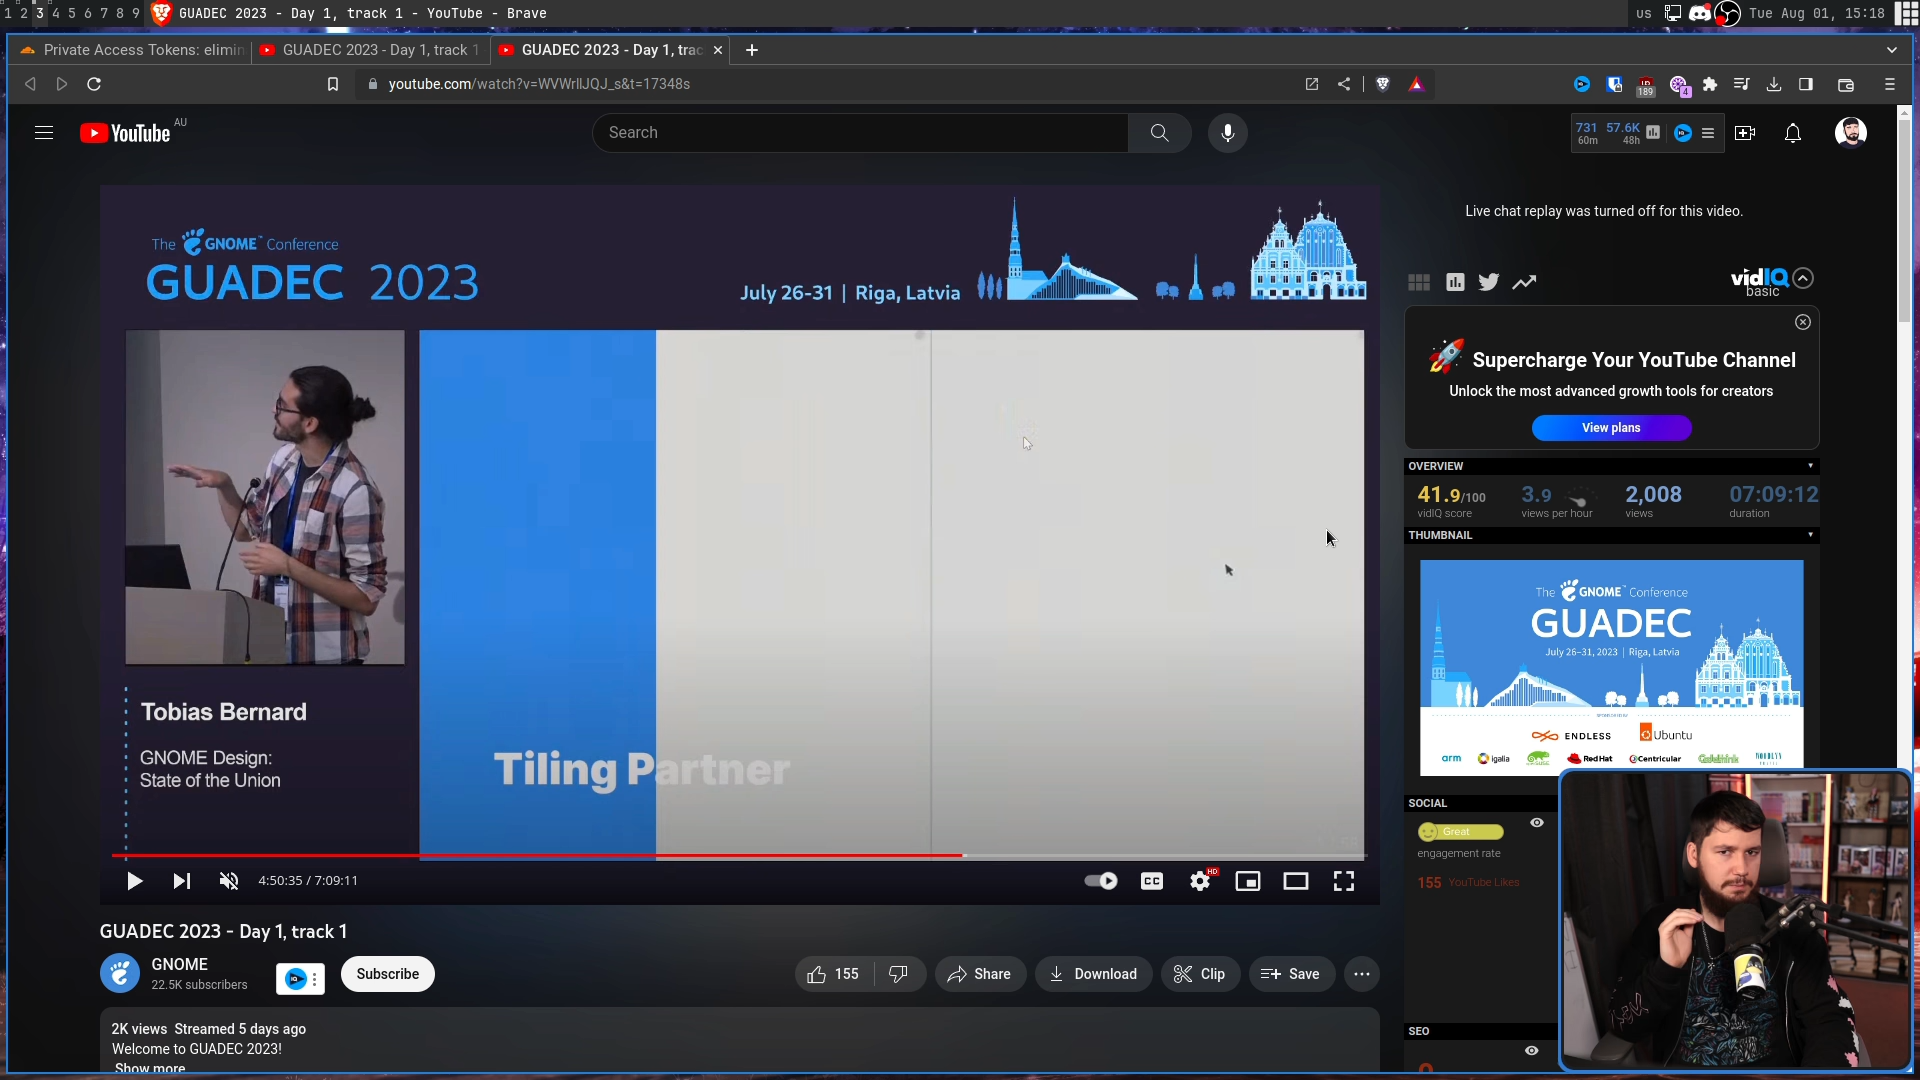 1 2 3 4 5 6 7 8 9 GUADEC 2023 - Day 1, track 1 - YouTube - Brave
us Tue Aug 01, 15:18
Private Access Tokens: elimin
GUADEC 2023 - Day 1, track 1
GUADEC 2023 - Day 1, trac
youtube.com/watch?v=WVWrllJQJ_s&t=17348s
189
4
YouTube AU
Search
731 57.6K
60m 48h
The GNOME Conference
GUADEC 2023
July 26-31 | Riga, Latvia
Tobias Bernard
GNOME Design:
State of the Union
Tiling Partner
4:50:35 / 7:09:11
CC
HD
GUADEC 2023 - Day 1, track 1
GNOME
22.5K subscribers
Subscribe
155
Share
Download
Clip
Save
2K views Streamed 5 days ago
Welcome to GUADEC 2023!
Show more
Live chat replay was turned off for this video.
vidIQ
basic
Supercharge Your YouTube Channel
Unlock the most advanced growth tools for creators
View plans
OVERVIEW
41.9/100 3.9 2,008 07:09:12
vidIQ score views per hour views duration
THUMBNAIL
The GNOME Conference
GUADEC
July 26–31, 2023 | Riga, Latvia
ENDLESS Ubuntu
arm igalia Red Hat Centricular
SOCIAL
Great
engagement rate
155 YouTube Likes
SEO